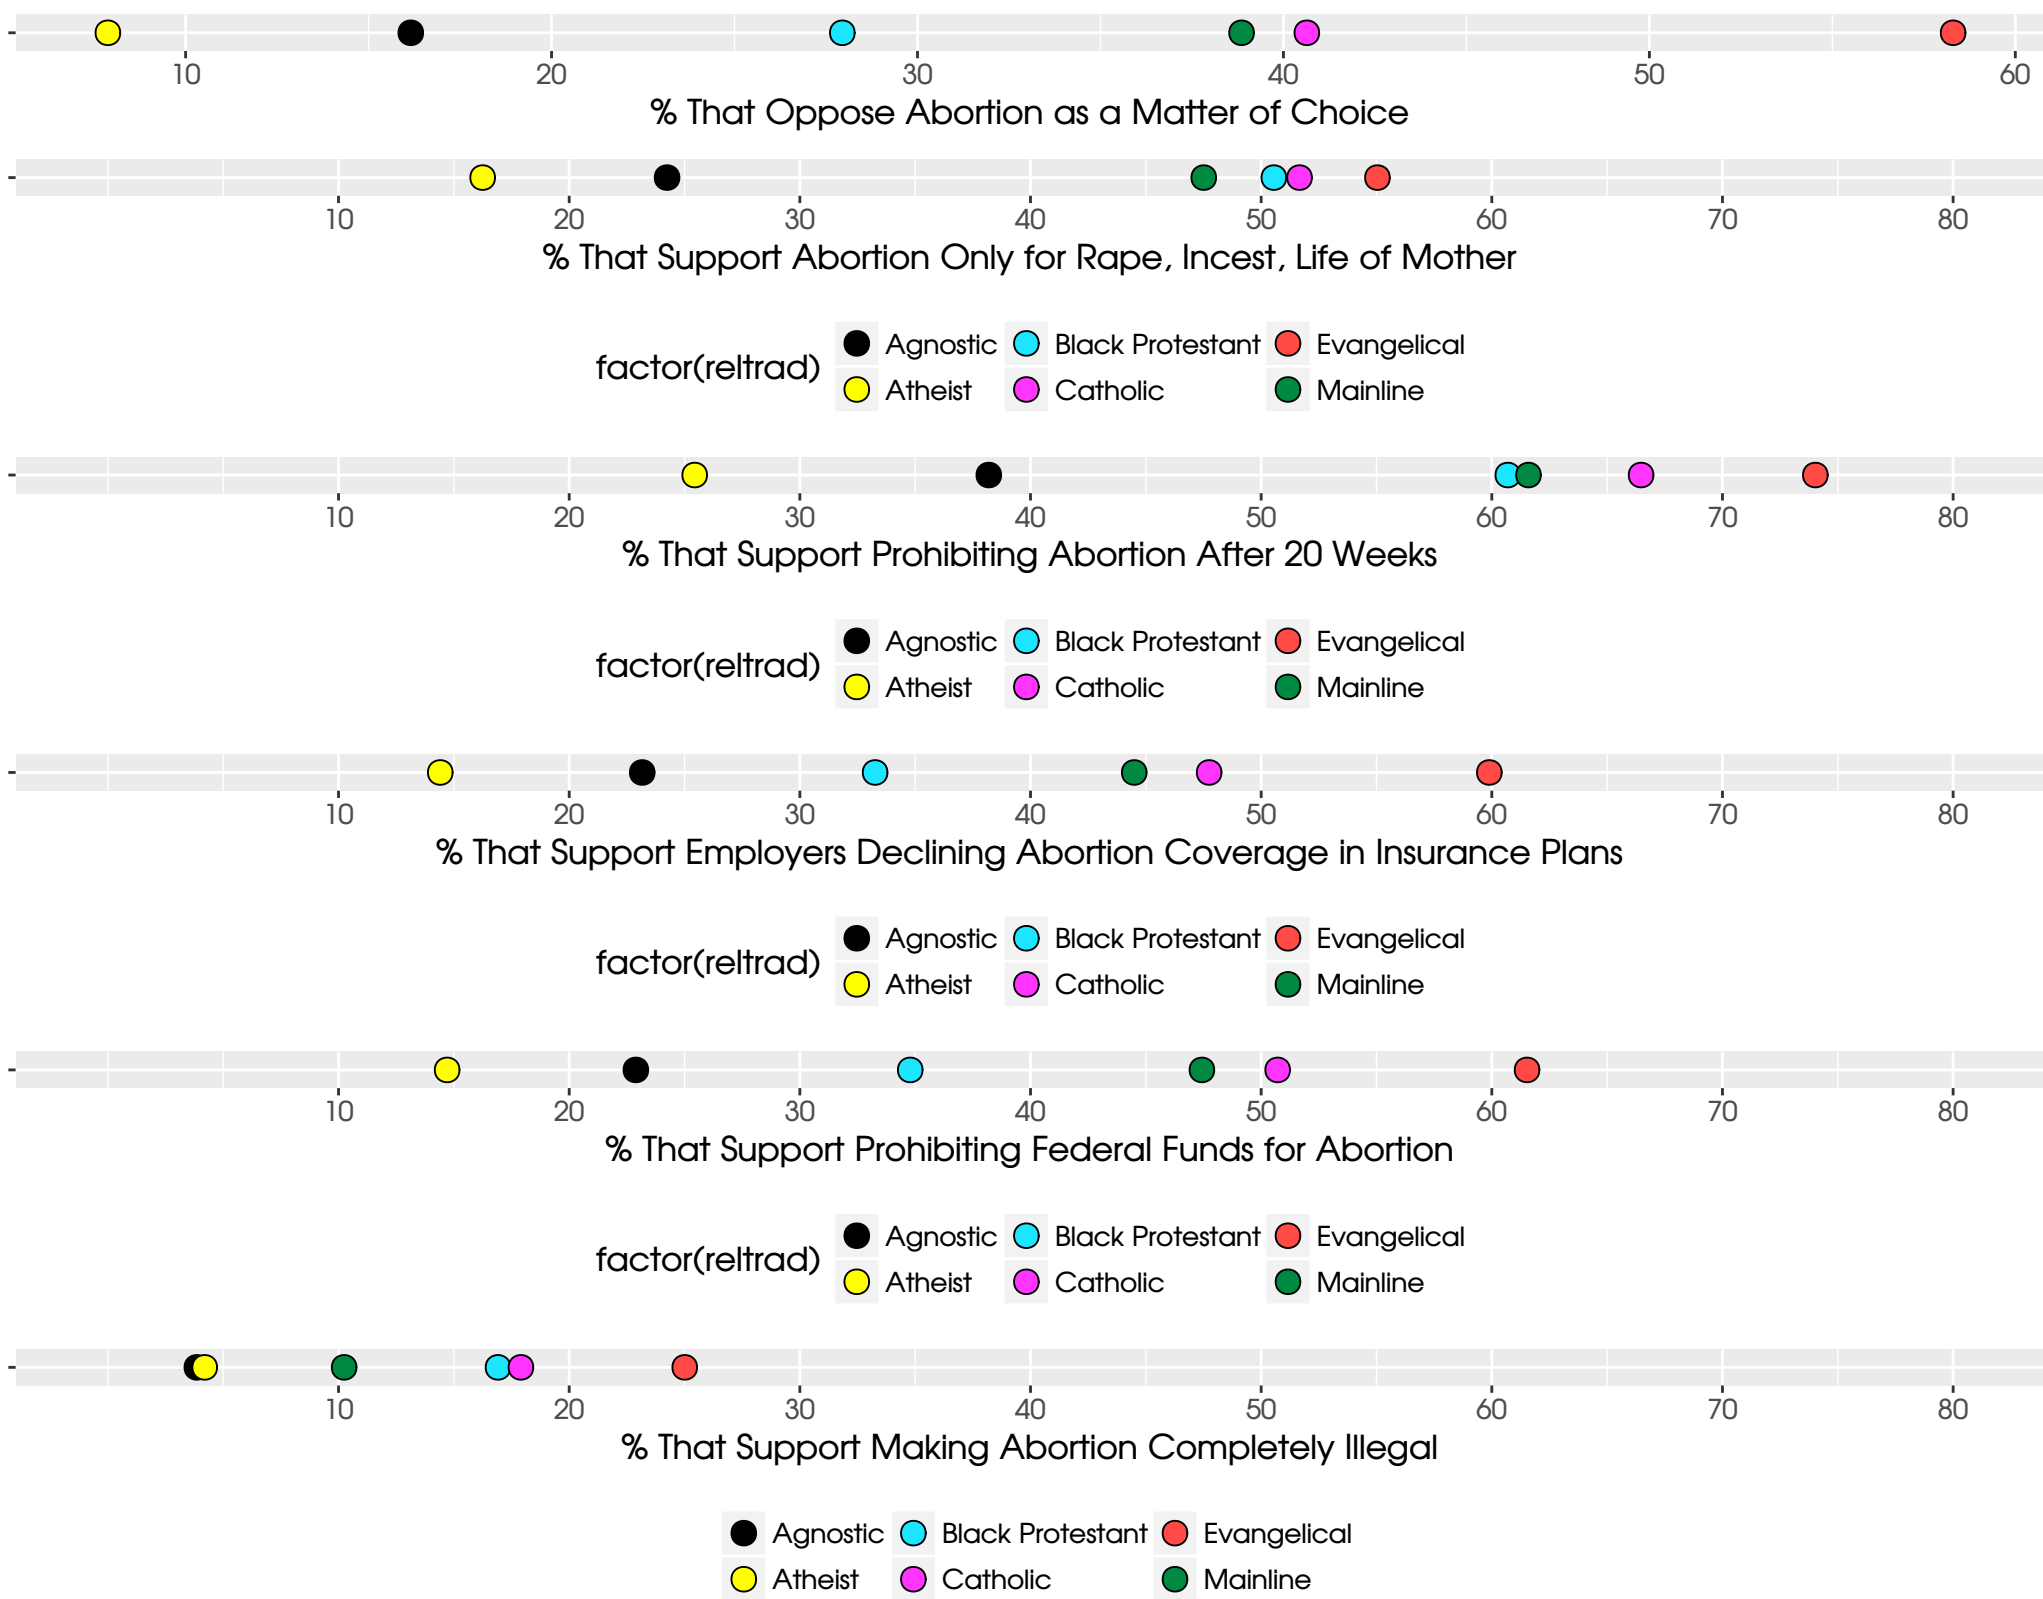 10 20 30 40 50 60
% That Oppose Abortion as a Matter of Choice
10 20 30 40 50 60 70 80
% That Support Abortion Only for Rape, Incest, Life of Mother
Agnostic Black Protestant Evangelical
factor(reltrad)
Atheist Catholic Mainline
10 20 30 40 50 60 70 80
% That Support Prohibiting Abortion After 20 Weeks
Agnostic Black Protestant Evangelical
factor(reltrad)
Atheist Catholic Mainline
10 20 30 40 50 60 70 80
% That Support Employers Declining Abortion Coverage in Insurance Plans
Agnostic Black Protestant Evangelical
factor(reltrad)
Atheist Catholic Mainline
10 20 30 40 50 60 70 80
% That Support Prohibiting Federal Funds for Abortion
Agnostic Black Protestant Evangelical
factor(reltrad)
Atheist Catholic Mainline
10 20 30 40 50 60 70 80
% That Support Making Abortion Completely Illegal
Agnostic Black Protestant Evangelical
Atheist Catholic Mainline